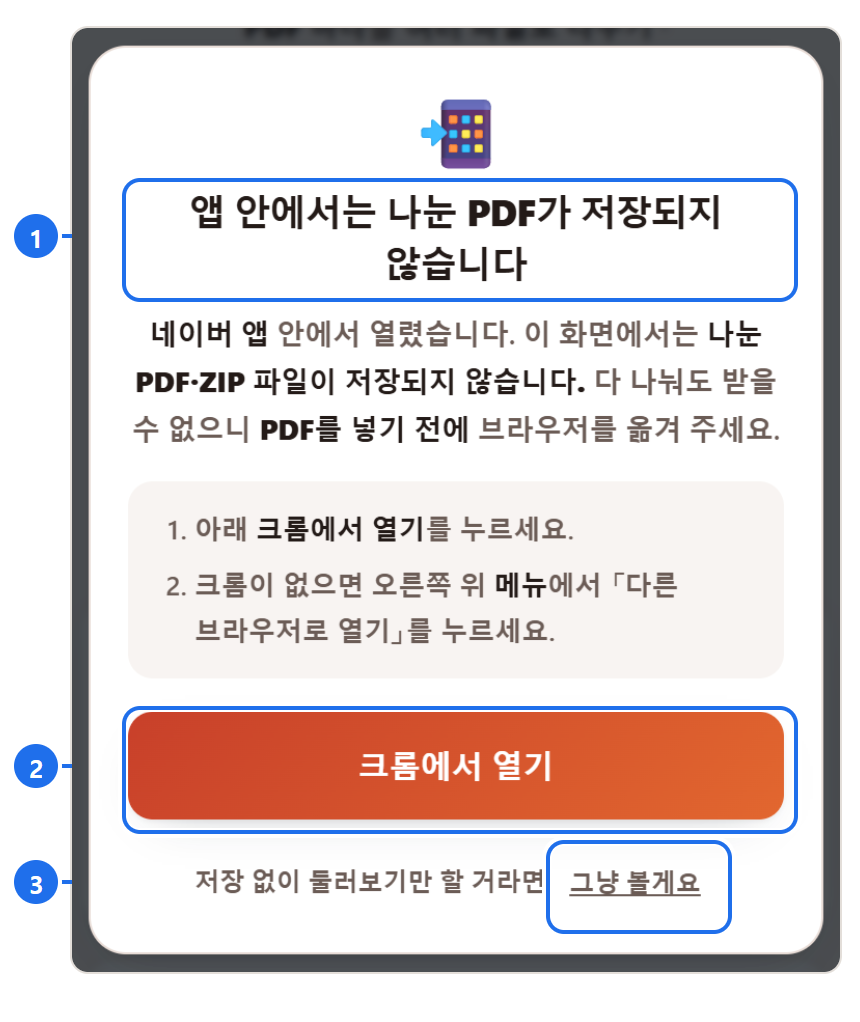 앱 안에서는 나눈 PDF가 저장되지
않습니다
1
네이버 앱 안에서 열렸습니다. 이 화면에서는 나눈
PDF·ZIP 파일이 저장되지 않습니다. 다 나눠도 받을
수 없으니 PDF를 넣기 전에 브라우저를 옮겨 주세요.
1. 아래 크롬에서 열기를 누르세요.
2. 크롬이 없으면 오른쪽 위 메뉴에서 「다른
브라우저로 열기」를 누르세요.
2
크롬에서 열기
3
저장 없이 둘러보기만 할 거라면 그냥 볼게요